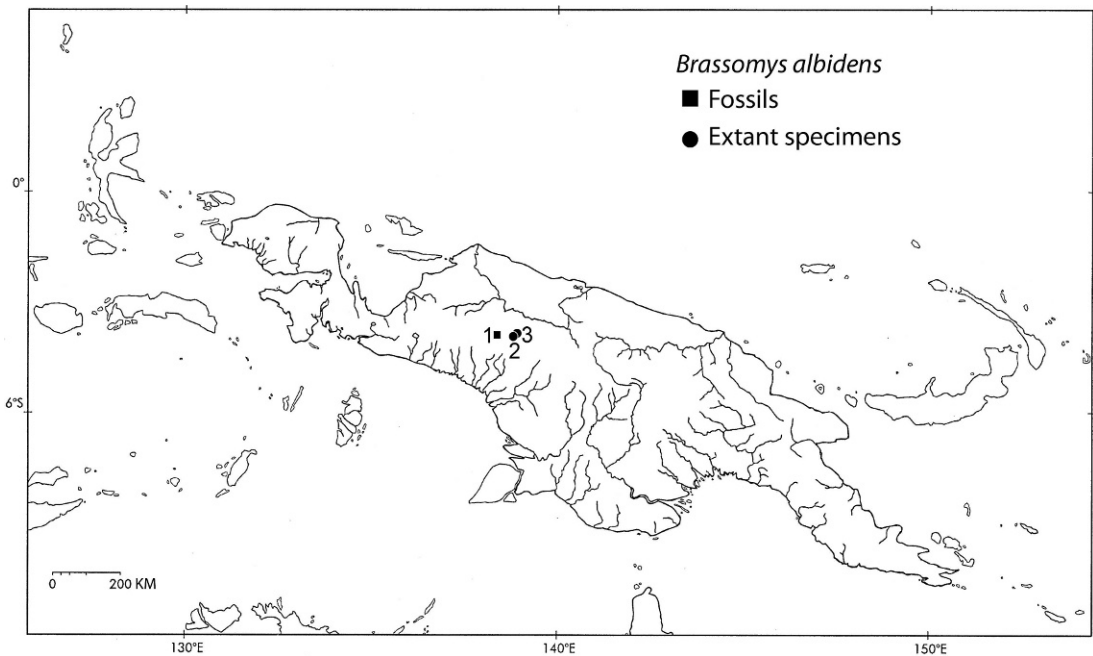 Brassomys albidens
■ Fossils
● Extant specimens
0°
1
3
2
6°S
0 200 KM
130°E 140°E 150°E